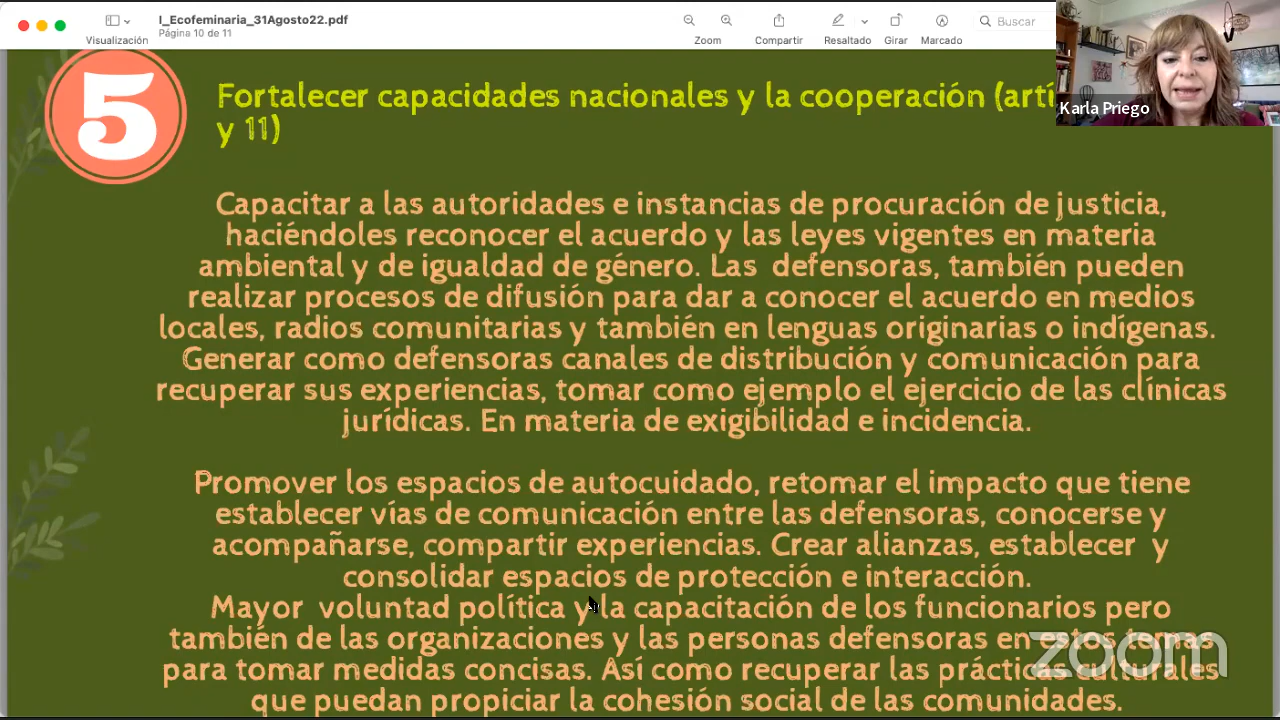 I_Ecofeminaria_31Agosto22.pdf
Página 10 de 11
Visualización
Zoom
Compartir
Resaltado
Girar
Marcado
Buscar
Karla Priego
5
Fortalecer capacidades nacionales y la cooperación
y 11)
Capacitar a las autoridades e instancias de procuración de justicia,
haciéndoles reconocer el acuerdo y las leyes vigentes en materia
ambiental y de igualdad de género. Las defensoras, también pueden
realizar procesos de difusión para dar a conocer el acuerdo en medios
locales, radios comunitarias y también en lenguas originarias o indígenas.
Generar como defensoras canales de distribución y comunicación para
recuperar sus experiencias, tomar como ejemplo el ejercicio de las clínicas
jurídicas. En materia de exigibilidad e incidencia.
Promover los espacios de autocuidado, retomar el impacto que tiene
establecer vías de comunicación entre las defensoras, conocerse y
acompañarse, compartir experiencias. Crear alianzas, establecer y
consolidar espacios de protección e interacción.
Mayor voluntad política y la capacitación de los funcionarios pero
también de las organizaciones y las personas defensoras en estos temas
para tomar medidas concisas. Así como recuperar las prácticas culturales
que puedan propiciar la cohesión social de las comunidades.
zoom